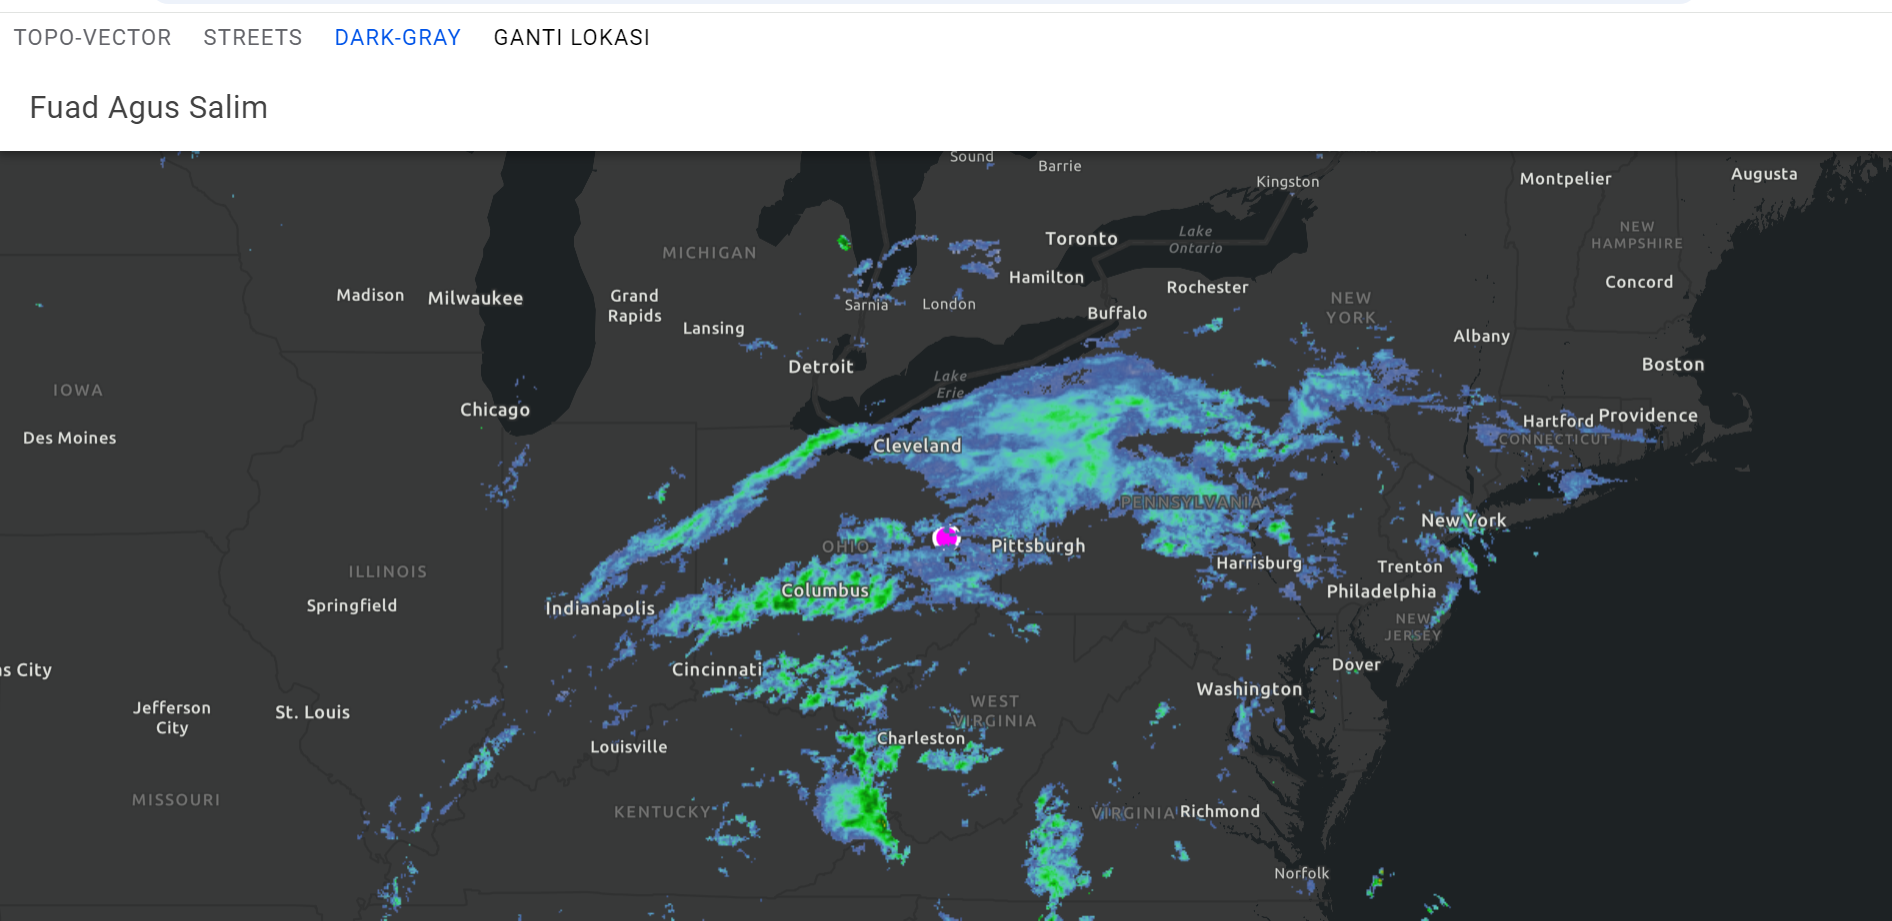 TOPO-VECTOR STREETS DARK-GRAY GANTI LOKASI
Fuad Agus Salim
Sound
Barrie
Kingston
Montpelier
Augusta
Toronto
Lake
Ontario
NEW
HAMPSHIRE
MICHIGAN
Hamilton
Concord
Madison
Milwaukee
Grand
Rapids
Sarnia
London
Rochester
Buffalo
NEW
YORK
Lansing
Albany
Detroit
Boston
Lake
Erie
IOWA
Chicago
Des Moines
Cleveland
Hartford
Providence
CONNECTICUT
PENNSYLVANIA
New York
OHIO
Pittsburgh
Harrisburg
Trenton
ILLINOIS
Springfield
Indianapolis
Columbus
Philadelphia
NEW
JERSEY
s City
Cincinnati
Dover
Washington
Jefferson
City
St. Louis
WEST
VIRGINIA
Louisville
Charleston
MISSOURI
KENTUCKY
VIRGINIA
Richmond
Norfolk